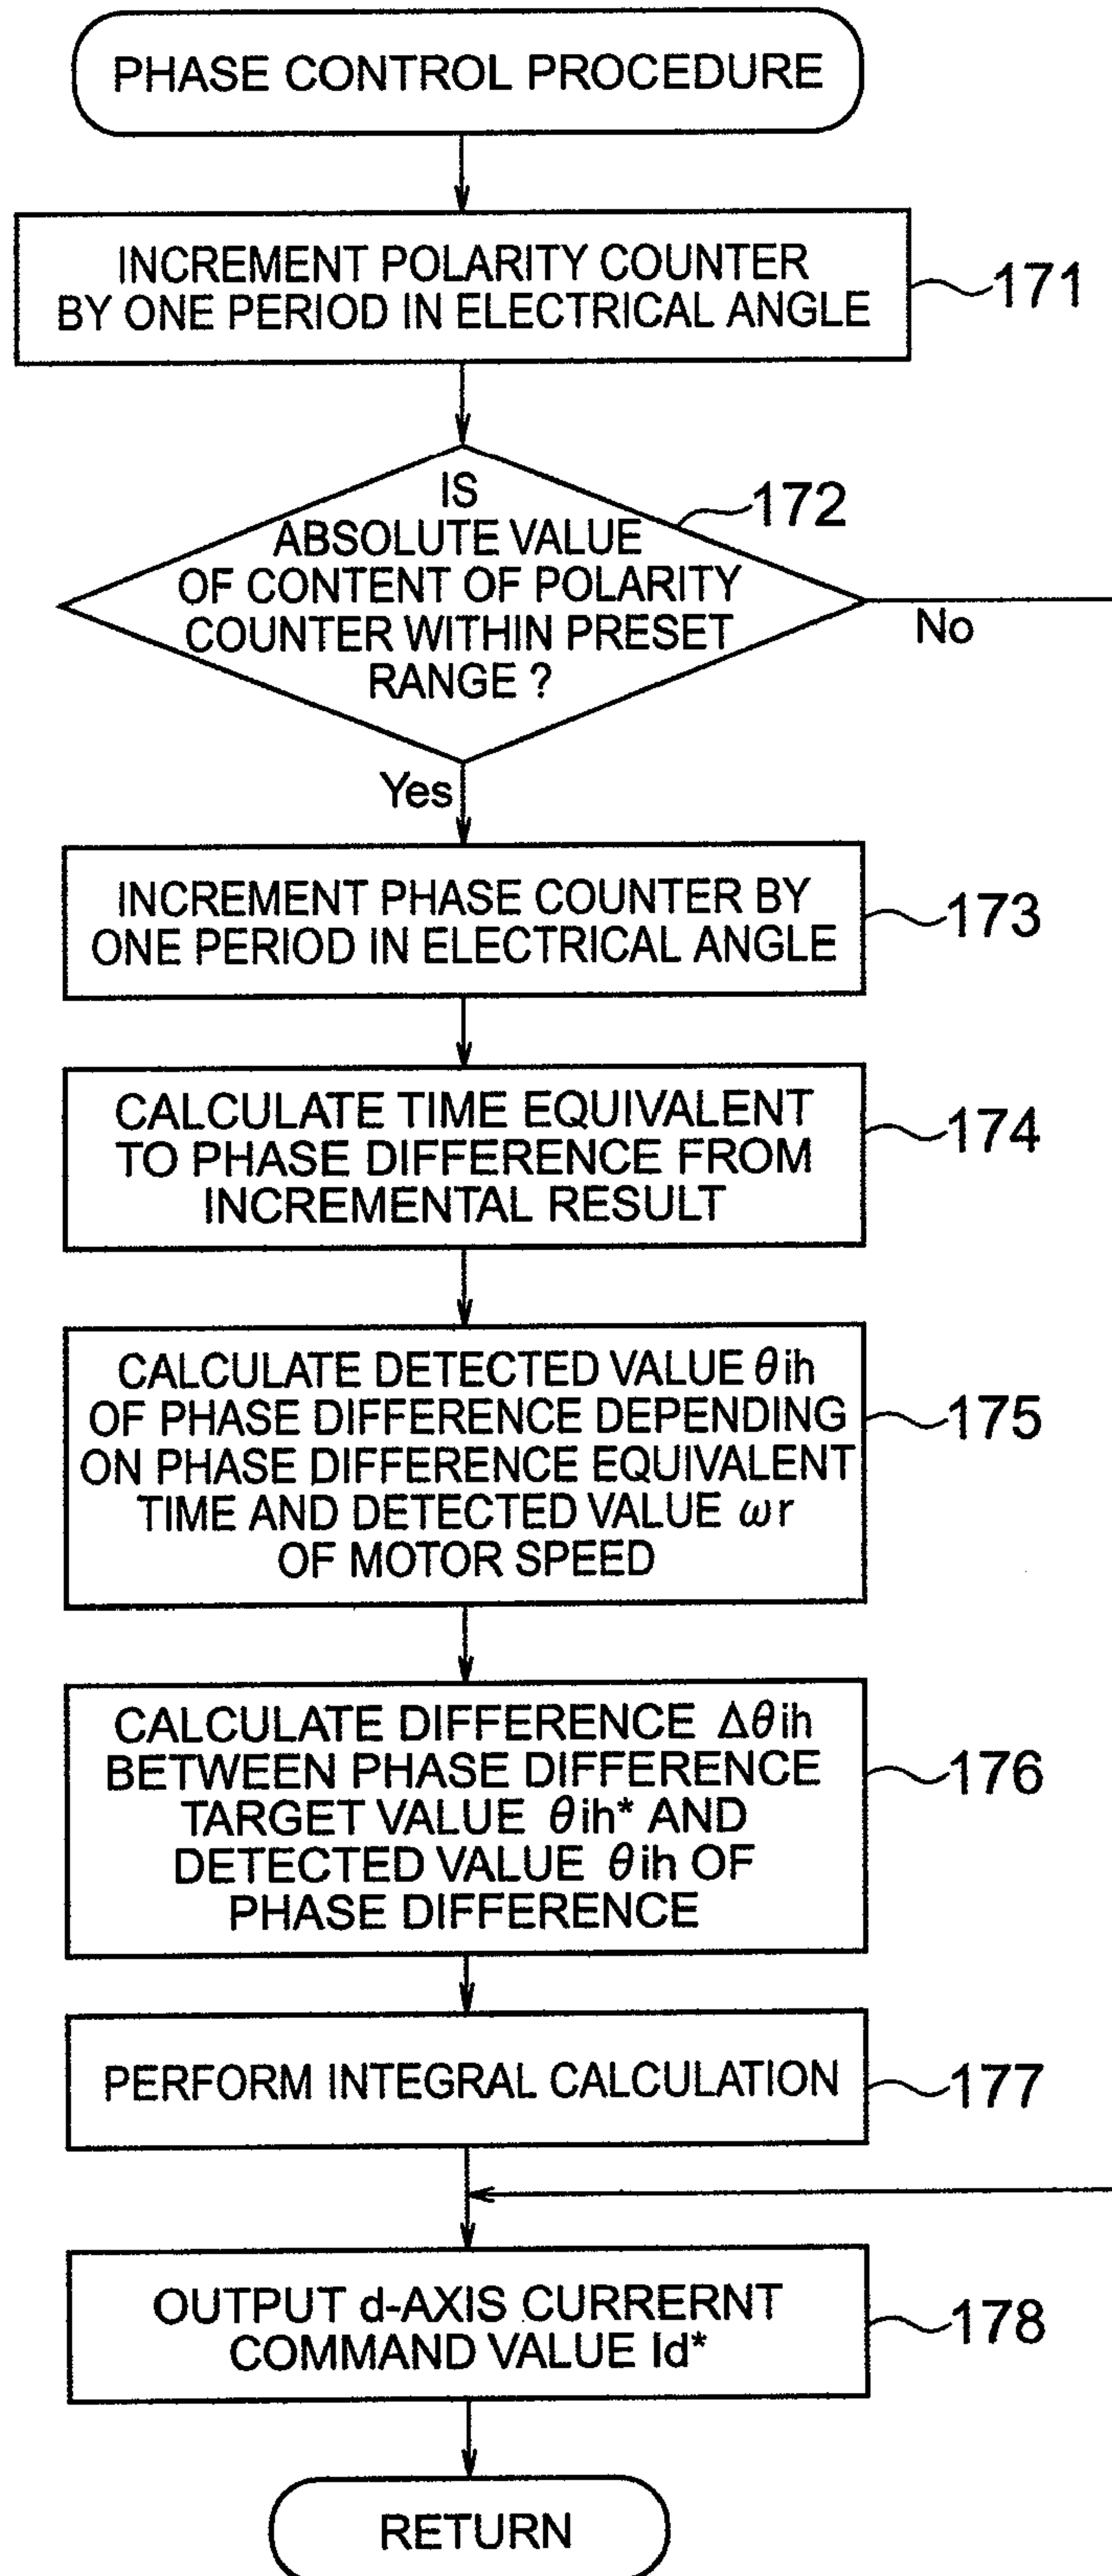 PHASE CONTROL PROCEDURE
INCREMENT POLARITY COUNTER
BY ONE PERIOD IN ELECTRICAL ANGLE
171
IS
ABSOLUTE VALUE
OF CONTENT OF POLARITY
COUNTER WITHIN PRESET
RANGE ?
172
No
Yes
INCREMENT PHASE COUNTER BY
ONE PERIOD IN ELECTRICAL ANGLE
173
CALCULATE TIME EQUIVALENT
TO PHASE DIFFERENCE FROM
INCREMENTAL RESULT
174
CALCULATE DETECTED VALUE θih
OF PHASE DIFFERENCE DEPENDING
ON PHASE DIFFERENCE EQUIVALENT
TIME AND DETECTED VALUE ωr
OF MOTOR SPEED
175
CALCULATE DIFFERENCE Δθih
BETWEEN PHASE DIFFERENCE
TARGET VALUE θih* AND
DETECTED VALUE θih OF
PHASE DIFFERENCE
176
PERFORM INTEGRAL CALCULATION
177
OUTPUT d-AXIS CURRERNT
COMMAND VALUE Id*
178
RETURN